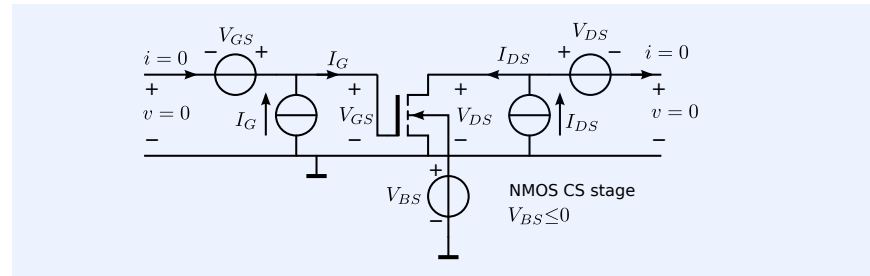 V_GS
V_DS
− +
+ −
i = 0
I_G
I_DS
i = 0
+
+
+
+
v = 0
I_G
V_GS
V_DS
I_DS
v = 0
−
−
−
−
+
V_BS
−
NMOS CS stage
V_BS≤0